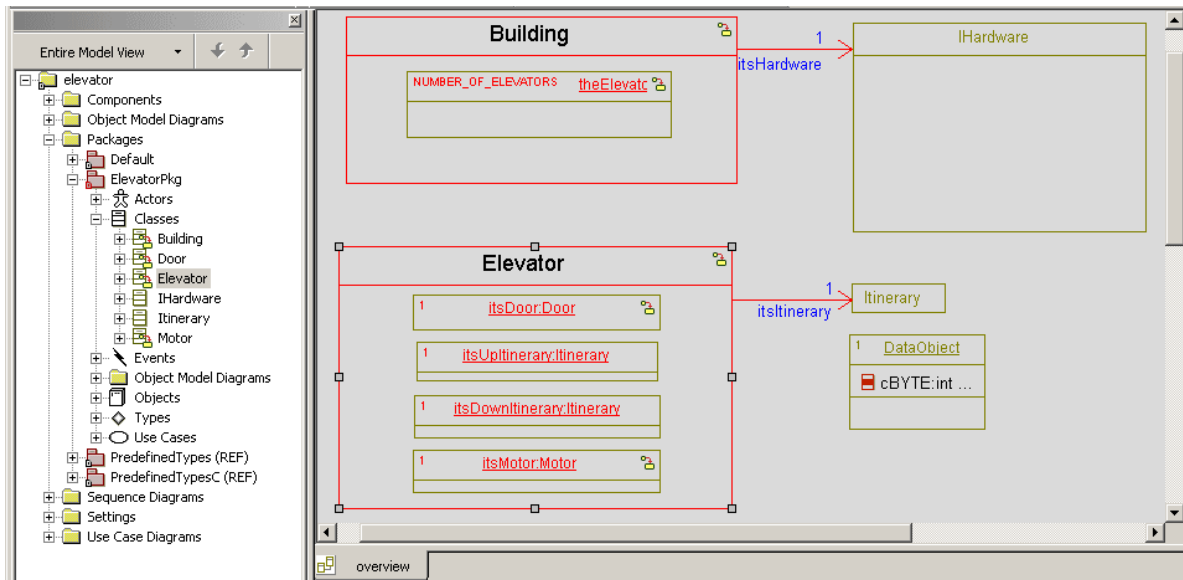 Entire Model View
elevator
Components
Object Model Diagrams
Packages
Default
ElevatorPkg
Actors
Classes
Building
Door
Elevator
IHardware
Itinerary
Motor
Events
Object Model Diagrams
Objects
Types
Use Cases
PredefinedTypes (REF)
PredefinedTypesC (REF)
Sequence Diagrams
Settings
Use Case Diagrams
Building
NUMBER_OF_ELEVATORS theElevatc
1
itsHardware
IHardware
Elevator
1 itsDoor:Door
1 itsUpItinerary:Itinerary
1 itsDownItinerary:Itinerary
1 itsMotor:Motor
1
itsItinerary
Itinerary
1 DataObject
cBYTE:int ...
overview